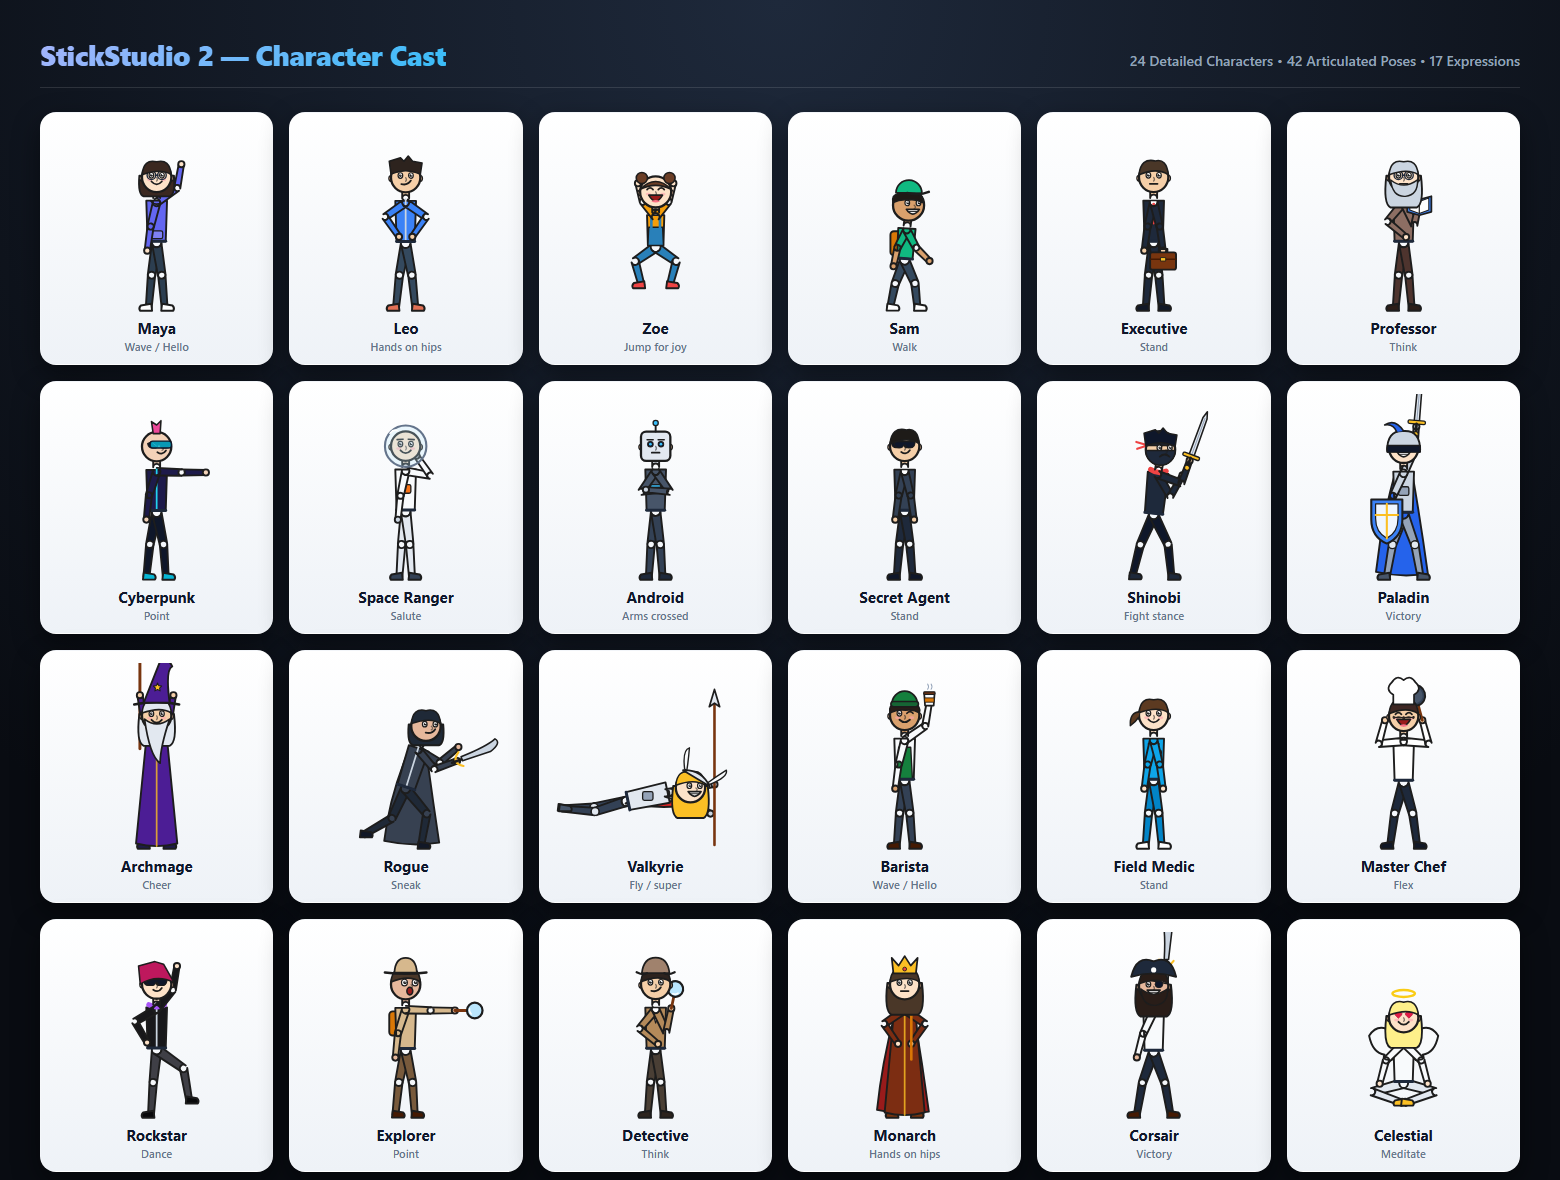 StickStudio 2 — Character Cast
24 Detailed Characters • 42 Articulated Poses • 17 Expressions
Maya
Wave / Hello
Leo
Hands on hips
Zoe
Jump for joy
Sam
Walk
Executive
Stand
Professor
Think
Cyberpunk
Point
Space Ranger
Salute
Android
Arms crossed
Secret Agent
Stand
Shinobi
Fight stance
Paladin
Victory
Archmage
Cheer
Rogue
Sneak
Valkyrie
Fly / super
Barista
Wave / Hello
Field Medic
Stand
Master Chef
Flex
Rockstar
Dance
Explorer
Point
Detective
Think
Monarch
Hands on hips
Corsair
Victory
Celestial
Meditate